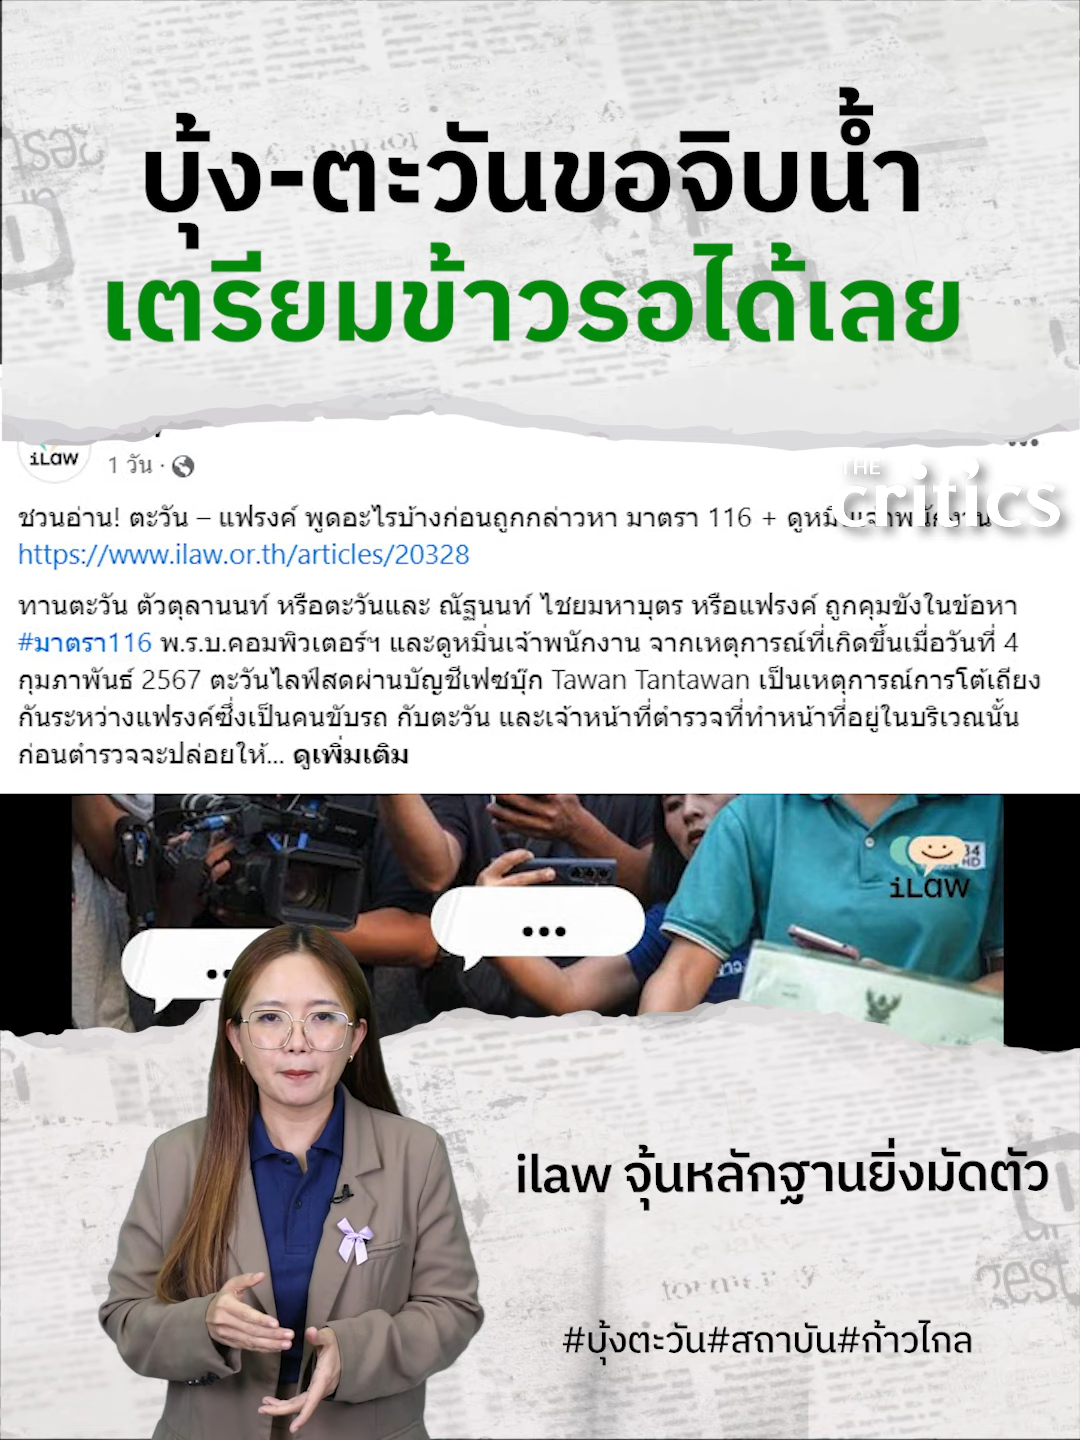 บุ้ง-ตะวันขอจิบน้ำ
เตรียมข้าวรอได้เลย
iLaw
1 วัน ·
THE
critics
ชวนอ่าน! ตะวัน – แฟรงค์ พูดอะไรบ้างก่อนถูกกล่าวหา มาตรา 116 + ดูหมิ่นเจ้าพนักงาน
https://www.ilaw.or.th/articles/20328
ทานตะวัน ตัวตุลานนท์ หรือตะวันและ ณัฐนนท์ ไชยมหาบุตร หรือแฟรงค์ ถูกคุมขังในข้อหา
#มาตรา116 พ.ร.บ.คอมพิวเตอร์ฯ และดูหมิ่นเจ้าพนักงาน จากเหตุการณ์ที่เกิดขึ้นเมื่อวันที่ 4
กุมภาพันธ์ 2567 ตะวันไลฟ์สดผ่านบัญชีเฟซบุ๊ก Tawan Tantawan เป็นเหตุการณ์การโต้เถียง
กันระหว่างแฟรงค์ซึ่งเป็นคนขับรถ กับตะวัน และเจ้าหน้าที่ตำรวจที่ทำหน้าที่อยู่ในบริเวณนั้น
ก่อนตำรวจจะปล่อยให้... ดูเพิ่มเติม
34
HD
iLaw
ilaw จุ้นหลักฐานยิ่งมัดตัว
#บุ้งตะวัน#สถาบัน#ก้าวไกล